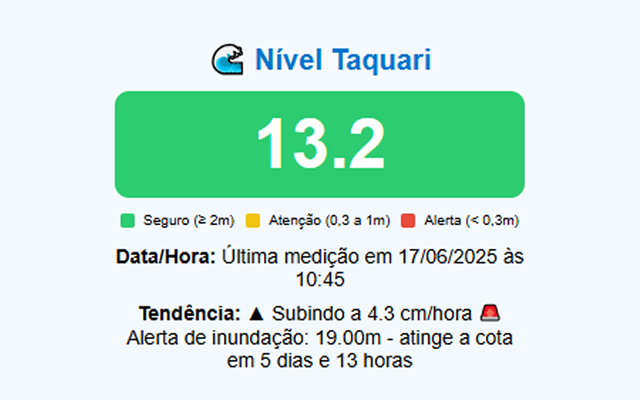 🌊 Nível Taquari
13.2
Seguro (≥ 2m) Atenção (0,3 a 1m) Alerta (< 0,3m)
Data/Hora: Última medição em 17/06/2025 às
10:45
Tendência: ▲ Subindo a 4.3 cm/hora 🚨
Alerta de inundação: 19.00m - atinge a cota
em 5 dias e 13 horas